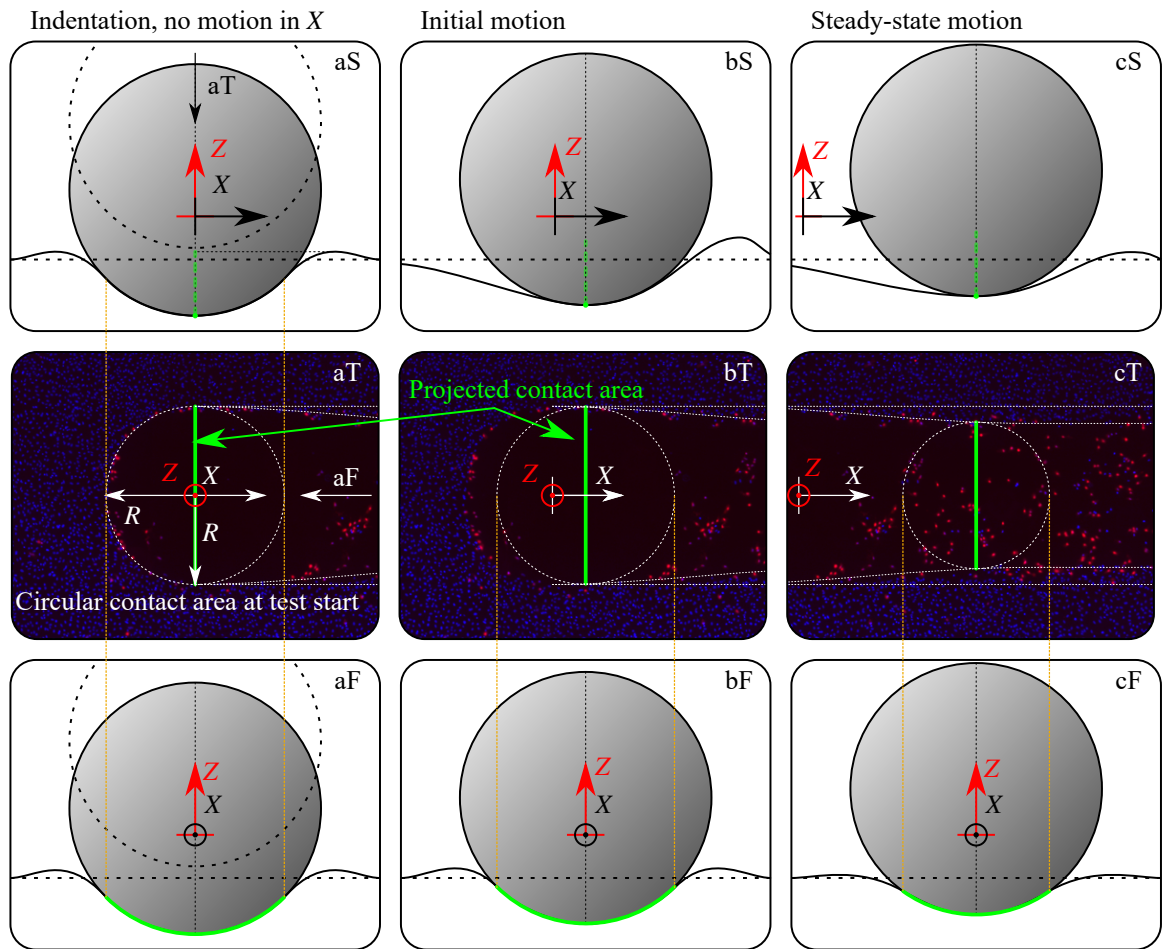 Indentation, no motion in X
Initial motion
Steady-state motion
aS
aT
Z
X
bS
Z
X
cS
Z
X
aT
Z
X
aF
R
R
Circular contact area at test start
Projected contact area
bT
Z
X
cT
Z
X
aF
Z
X
bF
Z
X
cF
Z
X